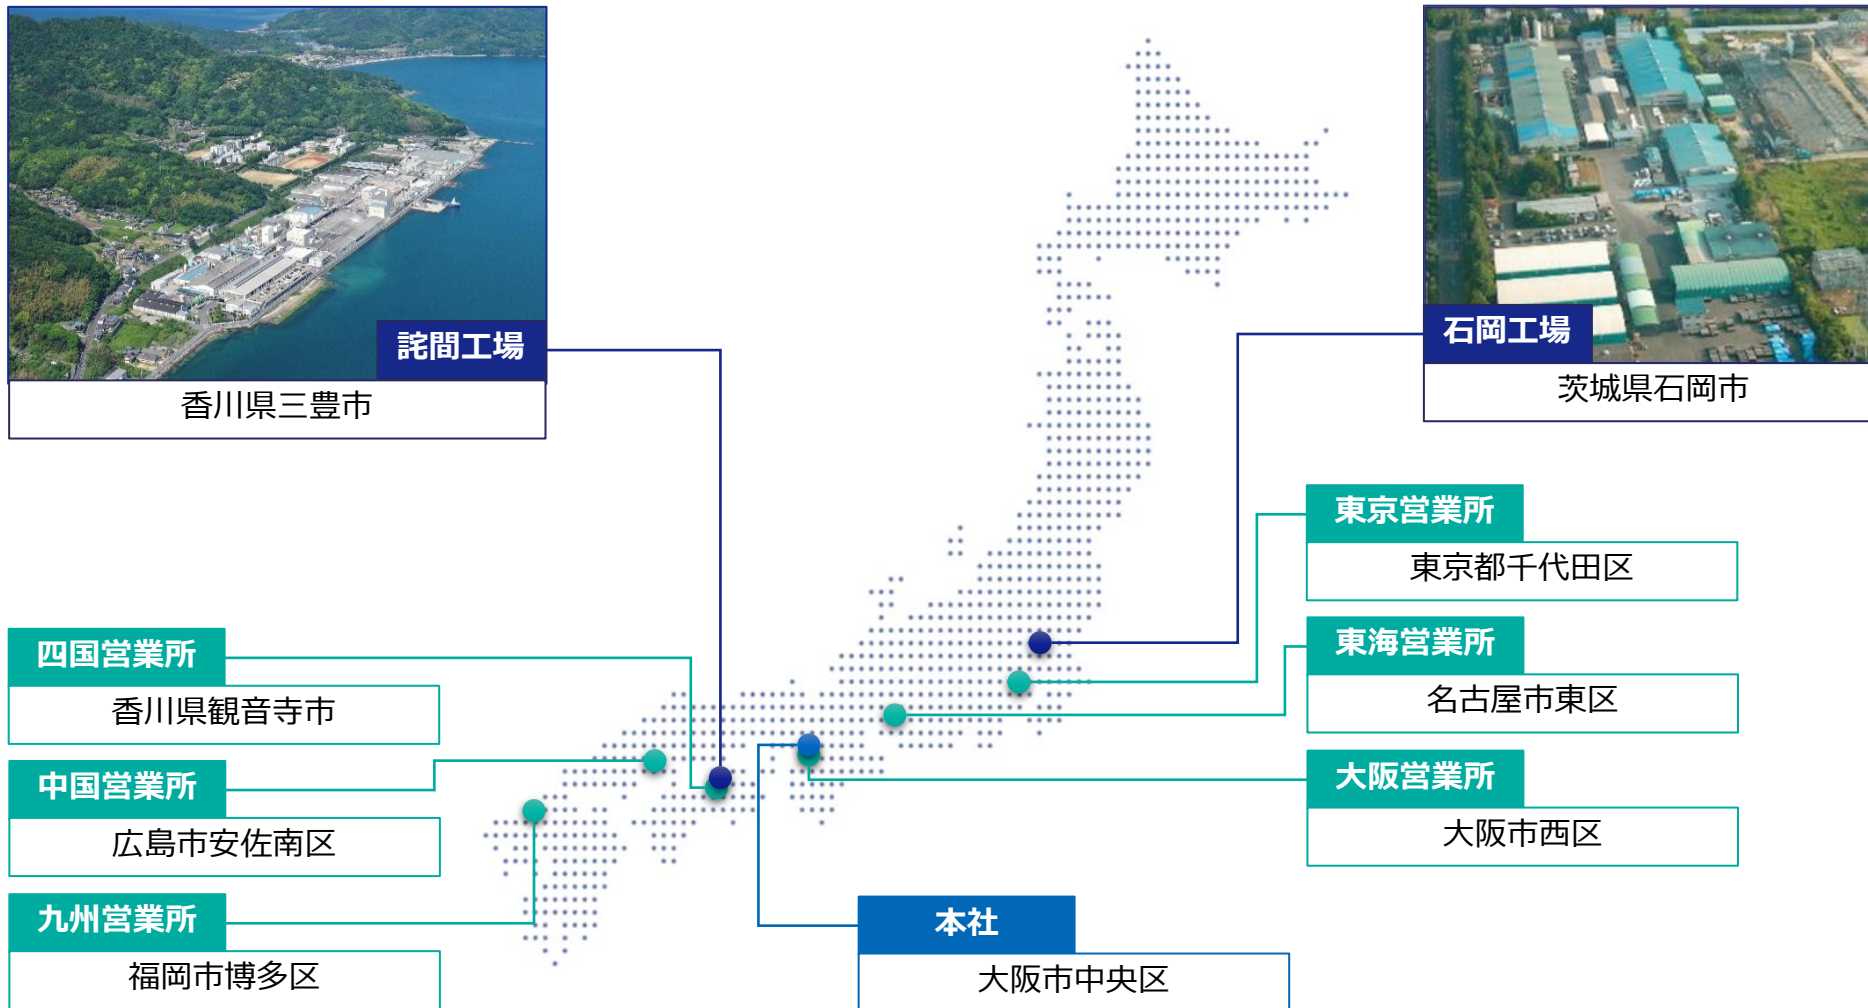 詫間工場
香川県三豊市
石岡工場
茨城県石岡市
東京営業所
東京都千代田区
東海営業所
名古屋市東区
大阪営業所
大阪市西区
四国営業所
香川県観音寺市
中国営業所
広島市安佐南区
九州営業所
福岡市博多区
本社
大阪市中央区